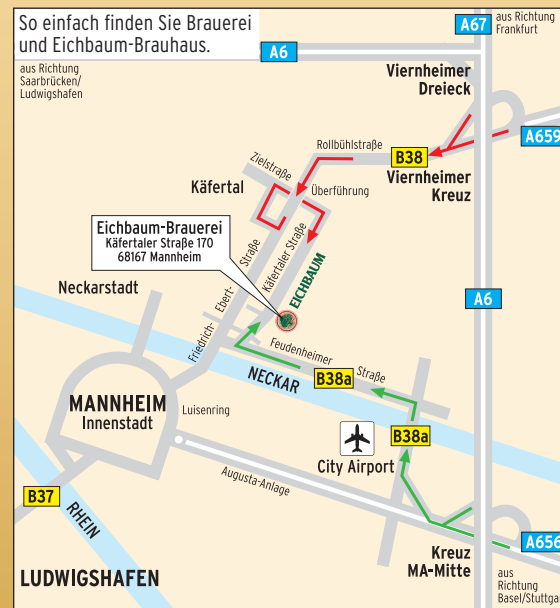 So einfach finden Sie Brauerei
und Eichbaum-Brauhaus.
A67
aus Richtung
Frankfurt
A6
aus Richtung
Saarbrücken/
Ludwigshafen
Viernheimer
Dreieck
A659
Rollbühlstraße
B38
Viernheimer
Kreuz
Zielstraße
Überführung
Käfertal
Eichbaum-Brauerei
Käfertaler Straße 170
68167 Mannheim
Käfertaler Straße
EICHBAUM
Friedrich-
Ebert-
Straße
Neckarstadt
A6
Feudenheimer
Straße
B38a
NECKAR
MANNHEIM
Innenstadt
Luisenring
B38a
City Airport
Augusta-Anlage
B37
RHEIN
A656
Kreuz
MA-Mitte
LUDWIGSHAFEN
aus
Richtung